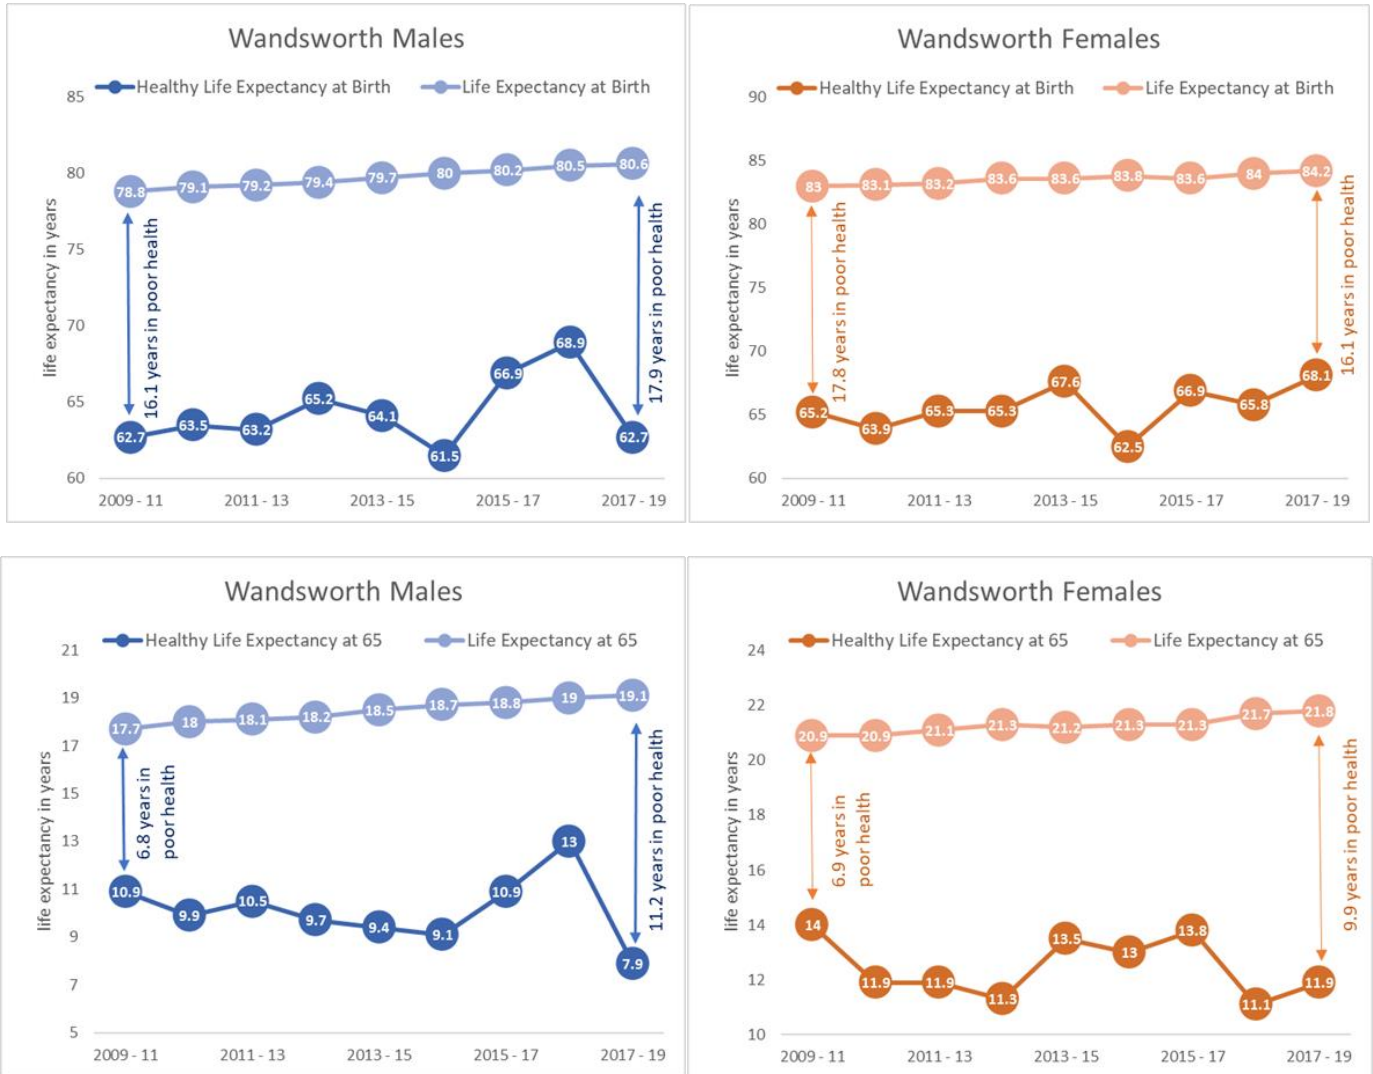 Wandsworth Males
Healthy Life Expectancy at Birth
Life Expectancy at Birth
life expectancy in years
85
80
75
70
65
60
78.8 79.1 79.2 79.4 79.7 80 80.2 80.5 80.6
16.1 years in poor health
17.9 years in poor health
62.7 63.5 63.2 65.2 64.1 61.5 66.9 68.9 62.7
2009 - 11 2011 - 13 2013 - 15 2015 - 17 2017 - 19
Wandsworth Females
Healthy Life Expectancy at Birth
Life Expectancy at Birth
life expectancy in years
90
85
80
75
70
65
60
83 83.1 83.2 83.6 83.6 83.8 83.6 84 84.2
17.8 years in poor health
16.1 years in poor health
65.2 63.9 65.3 65.3 67.6 62.5 66.9 65.8 68.1
2009 - 11 2011 - 13 2013 - 15 2015 - 17 2017 - 19
Wandsworth Males
Healthy Life Expectancy at 65
Life Expectancy at 65
life expectancy in years
21
19
17
15
13
11
9
7
5
17.7 18 18.1 18.2 18.5 18.7 18.8 19 19.1
6.8 years in
poor health
11.2 years in poor health
10.9 9.9 10.5 9.7 9.4 9.1 10.9 13 7.9
2009 - 11 2011 - 13 2013 - 15 2015 - 17 2017 - 19
Wandsworth Females
Healthy Life Expectancy at 65
Life Expectancy at 65
life expectancy in years
24
22
20
18
16
14
12
10
20.9 20.9 21.1 21.3 21.2 21.3 21.3 21.7 21.8
6.9 years in
poor health
9.9 years in poor health
14 11.9 11.9 11.3 13.5 13 13.8 11.1 11.9
2009 - 11 2011 - 13 2013 - 15 2015 - 17 2017 - 19